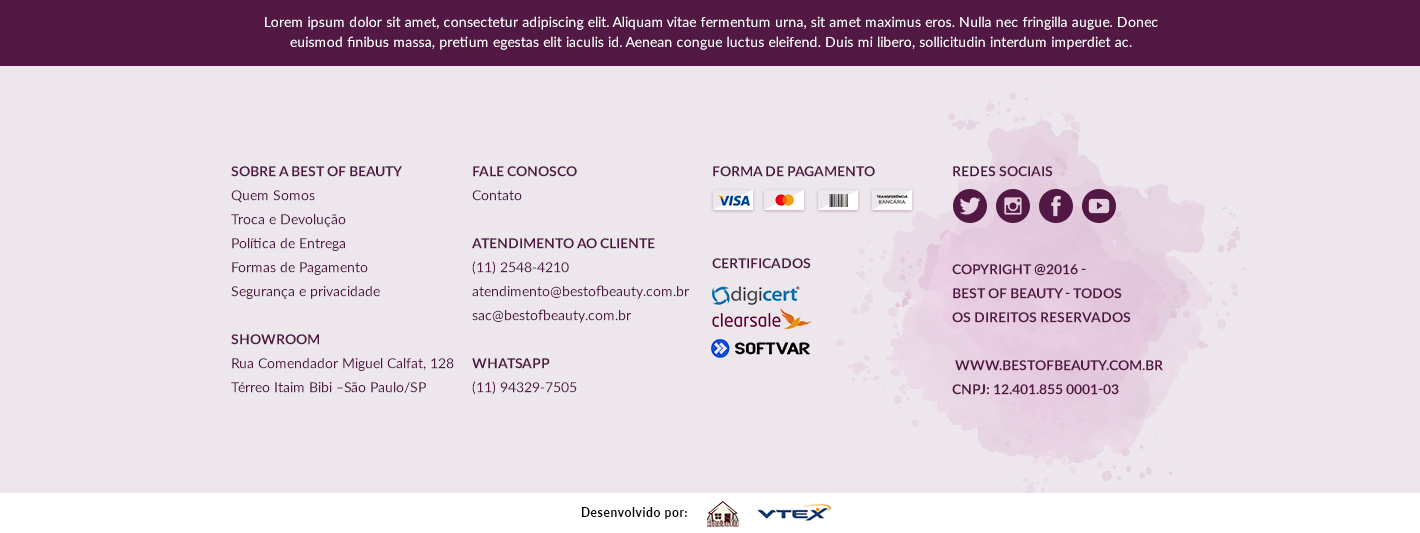 Lorem ipsum dolor sit amet, consectetur adipiscing elit. Aliquam vitae fermentum urna, sit amet maximus eros. Nulla nec fringilla augue. Donec
euismod finibus massa, pretium egestas elit iaculis id. Aenean congue luctus eleifend. Duis mi libero, sollicitudin interdum imperdiet ac.
SOBRE A BEST OF BEAUTY
Quem Somos
Troca e Devolução
Política de Entrega
Formas de Pagamento
Segurança e privacidade
SHOWROOM
Rua Comendador Miguel Calfat, 128
Térreo Itaim Bibi –São Paulo/SP
FALE CONOSCO
Contato
ATENDIMENTO AO CLIENTE
(11) 2548-4210
atendimento@bestofbeauty.com.br
sac@bestofbeauty.com.br
WHATSAPP
(11) 94329-7505
FORMA DE PAGAMENTO
VISA
TRANSFERÊNCIA
BANCÁRIA
CERTIFICADOS
digicert
clearsale
SOFTVAR
REDES SOCIAIS
COPYRIGHT @2016 -
BEST OF BEAUTY - TODOS
OS DIREITOS RESERVADOS
WWW.BESTOFBEAUTY.COM.BR
CNPJ: 12.401.855 0001-03
Desenvolvido por:
VTEX